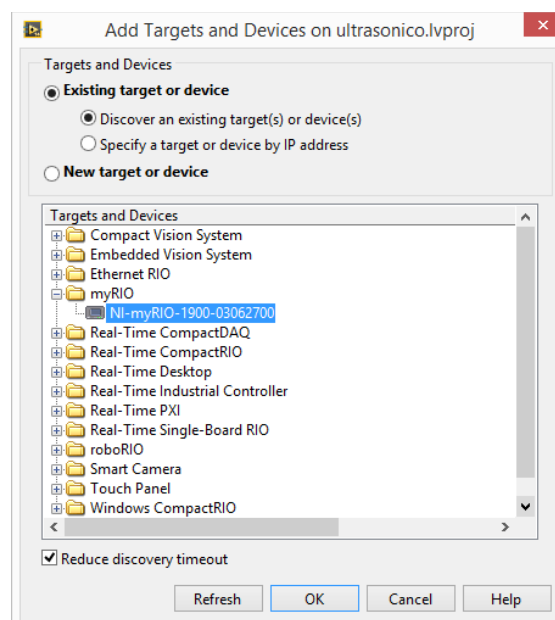 Add Targets and Devices on ultrasonico.lvproj
Targets and Devices
Existing target or device
Discover an existing target(s) or device(s)
Specify a target or device by IP address
New target or device
Targets and Devices
Compact Vision System
Embedded Vision System
Ethernet RIO
myRIO
NI-myRIO-1900-03062700
Real-Time CompactDAQ
Real-Time CompactRIO
Real-Time Desktop
Real-Time Industrial Controller
Real-Time PXI
Real-Time Single-Board RIO
roboRIO
Smart Camera
Touch Panel
Windows CompactRIO
Reduce discovery timeout
Refresh OK Cancel Help